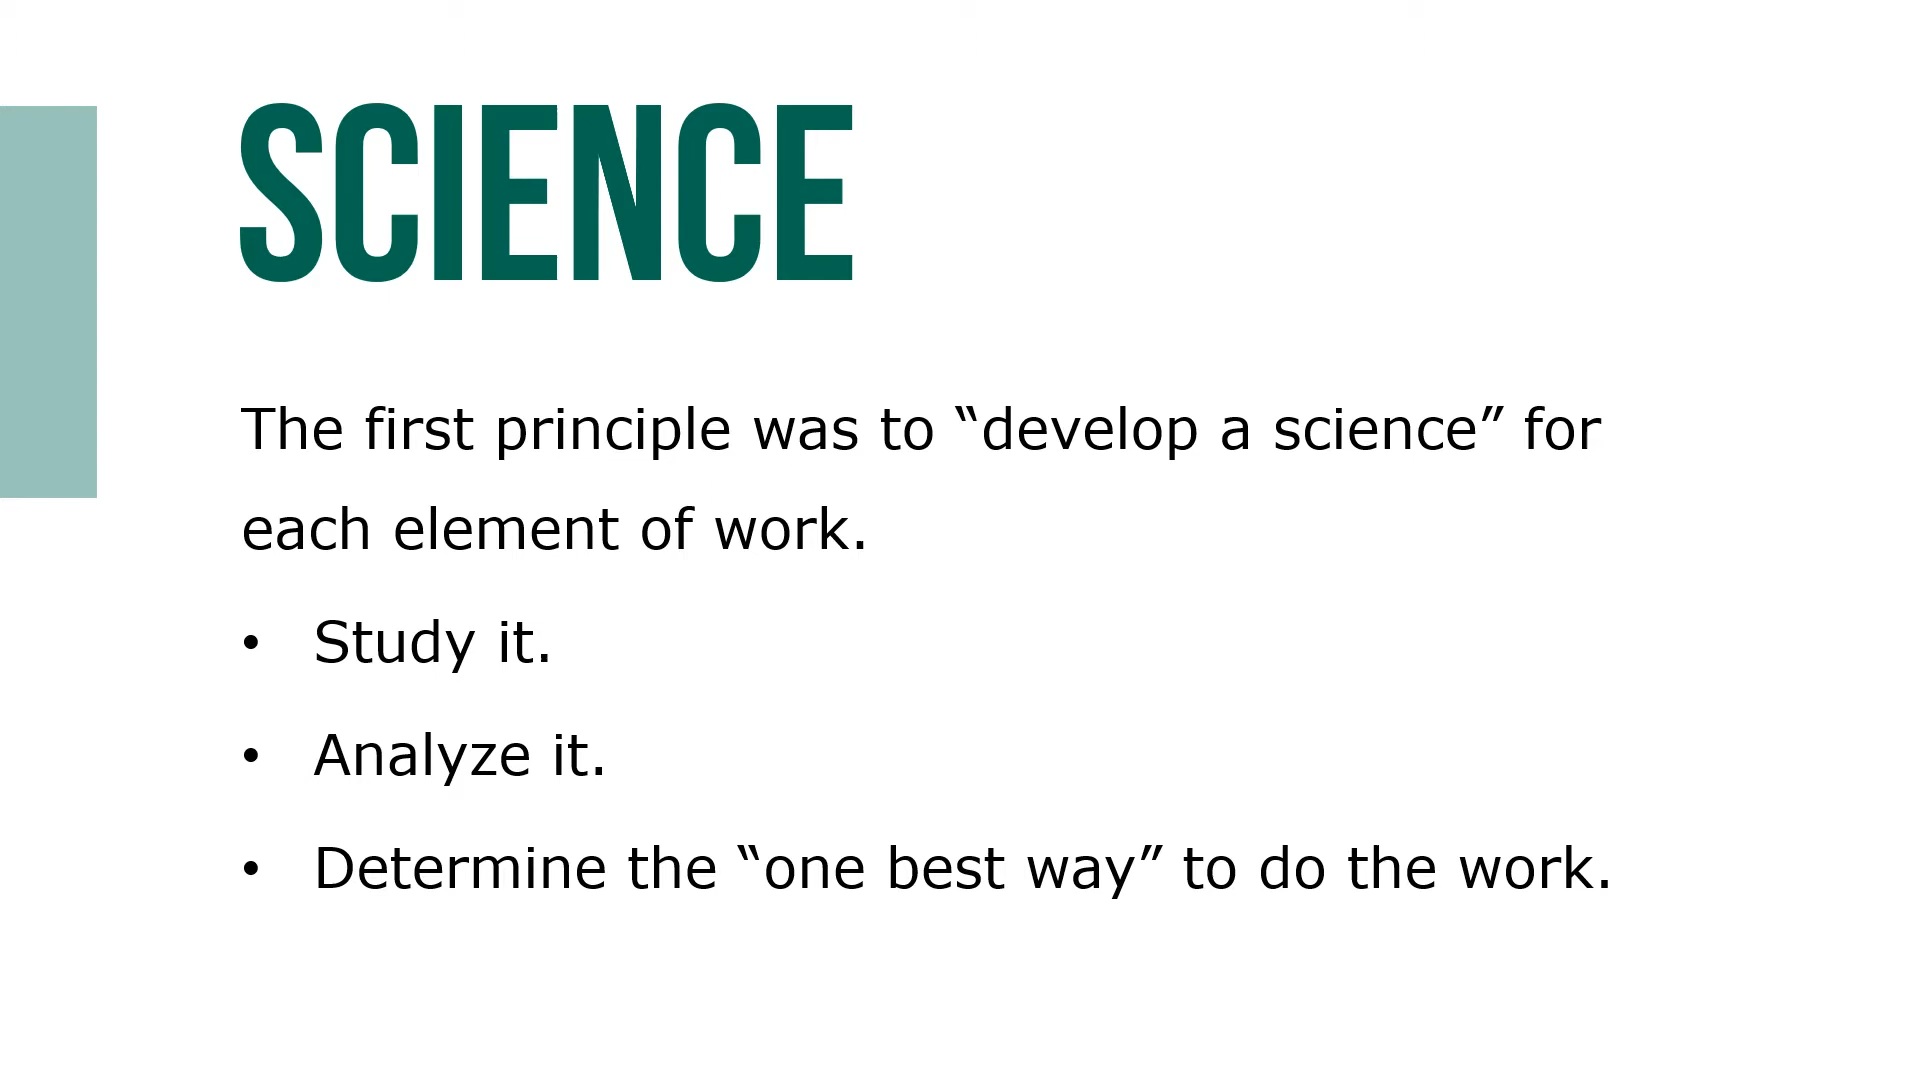 SCIENCE
The first principle was to “develop a science” for
each element of work.
• Study it.
• Analyze it.
• Determine the “one best way” to do the work.